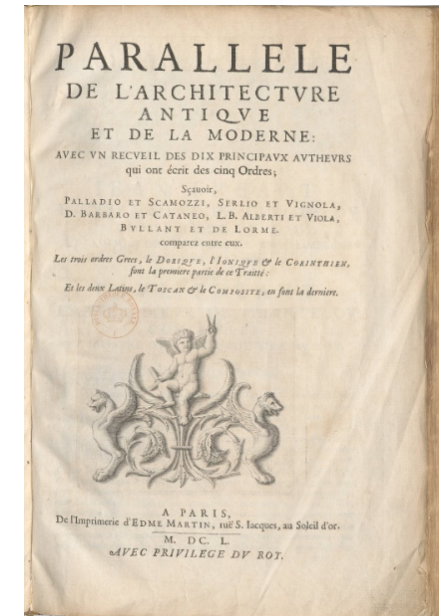 PARALLELE
DE L'ARCHITECTVRE
ANTIQVE
ET DE LA MODERNE:
AVEC VN RECVEIL DES DIX PRINCIPAVX AVTHEVRS
qui ont écrit des cinq Ordres;
Sçavoir,
PALLADIO ET SCAMOZZI, SERLIO ET VIGNOLA,
D. BARBARO ET CATANEO, L.B. ALBERTI ET VIOLA,
BVLLANT ET DE LORME.
comparez entre eux.
Les trois ordres Grecs, le DORIQVE, l'IONIQVE & le CORINTHIEN,
font la premiere partie de ce Traitté:
Et les deux Latins, le TOSCAN & le COMPOSITE, en font la derniere.
A PARIS,
De l'Imprimerie d'EDME MARTIN, ruë S. Iacques, au Soleil d'or.
M. DC. L.
AVEC PRIVILEGE DV ROY.